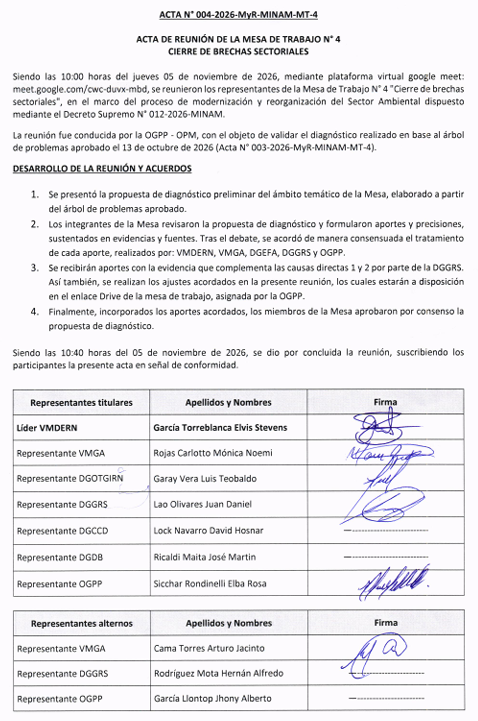 ACTA N° 004-2026-MyR-MINAM-MT-4
ACTA DE REUNIÓN DE LA MESA DE TRABAJO N° 4
CIERRE DE BRECHAS SECTORIALES
Siendo las 10:00 horas del jueves 05 de noviembre de 2026, mediante plataforma virtual google meet:
meet.google.com/cwc-duvx-mbd, se reunieron los representantes de la Mesa de Trabajo N° 4 "Cierre de brechas
sectoriales", en el marco del proceso de modernización y reorganización del Sector Ambiental dispuesto
mediante el Decreto Supremo N° 012-2026-MINAM.
La reunión fue conducida por la OGPP - OPM, con el objeto de validar el diagnóstico realizado en base al árbol
de problemas aprobado el 13 de octubre de 2026 (Acta N° 003-2026-MyR-MINAM-MT-4).
DESARROLLO DE LA REUNIÓN Y ACUERDOS
1. Se presentó la propuesta de diagnóstico preliminar del ámbito temático de la Mesa, elaborado a partir
del árbol de problemas aprobado.
2. Los integrantes de la Mesa revisaron la propuesta de diagnóstico y formularon aportes y precisiones,
sustentados en evidencias y fuentes. Tras el debate, se acordó de manera consensuada el tratamiento
de cada aporte, realizados por: VMDERN, VMGA, DGEFA, DGGRS y OGPP.
3. Se recibirán aportes con la evidencia que complementa las causas directas 1 y 2 por parte de la DGGRS.
Así también, se realizan los ajustes acordados en la presente reunión, los cuales estarán a disposición
en el enlace Drive de la mesa de trabajo, asignada por la OGPP.
4. Finalmente, incorporados los aportes acordados, los miembros de la Mesa aprobaron por consenso la
propuesta de diagnóstico.
Siendo las 10:40 horas del 05 de noviembre de 2026, se dio por concluida la reunión, suscribiendo los
participantes la presente acta en señal de conformidad.
Representantes titulares Apellidos y Nombres Firma
Líder VMDERN García Torreblanca Elvis Stevens
Representante VMGA Rojas Carlotto Mónica Noemi
Representante DGOTGIRN Garay Vera Luis Teobaldo
Representante DGGRS Lao Olivares Juan Daniel
Representante DGCCD Lock Navarro David Hosnar
Representante DGDB Ricaldi Maita José Martin
Representante OGPP Sicchar Rondinelli Elba Rosa
Representantes alternos Apellidos y Nombres Firma
Representante VMGA Cama Torres Arturo Jacinto
Representante DGGRS Rodríguez Mota Hernán Alfredo
Representante OGPP García Llontop Jhony Alberto